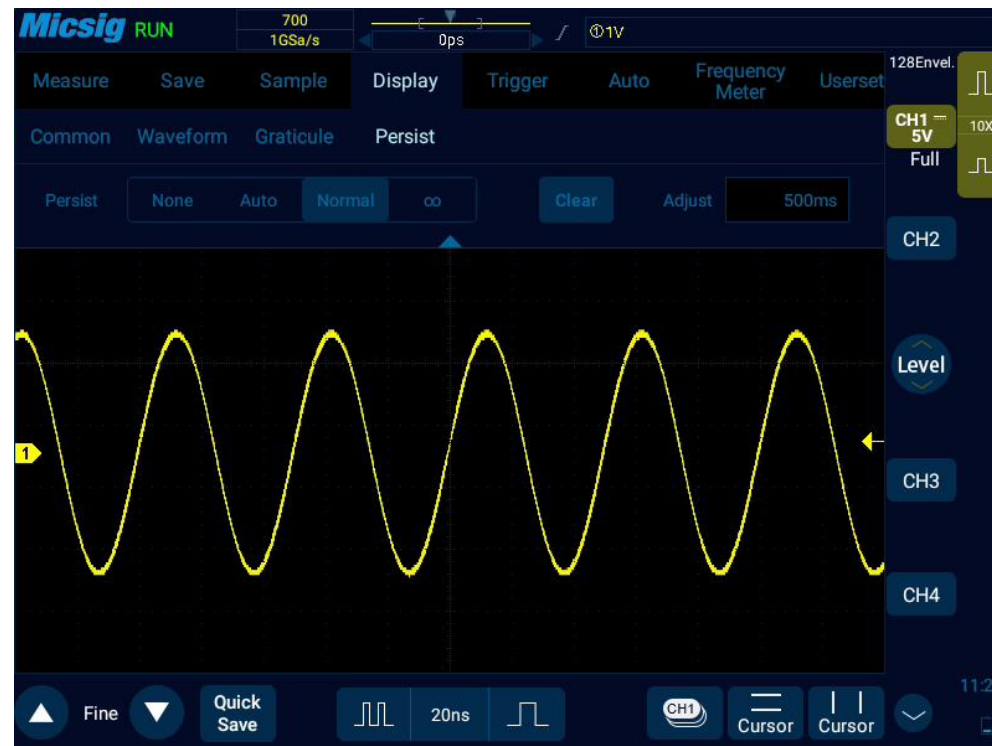 Micsig RUN
700
1GSa/s
0ps
①1V
Measure Save Sample Display Trigger Auto Frequency Meter Userset
128Envel.
Common Waveform Graticule Persist
CH1
5V
Full
10X
Persist None Auto Normal ∞ Clear Adjust 500ms
CH2
Level
1
CH3
CH4
Fine
Quick
Save
20ns
CH1
Cursor
Cursor